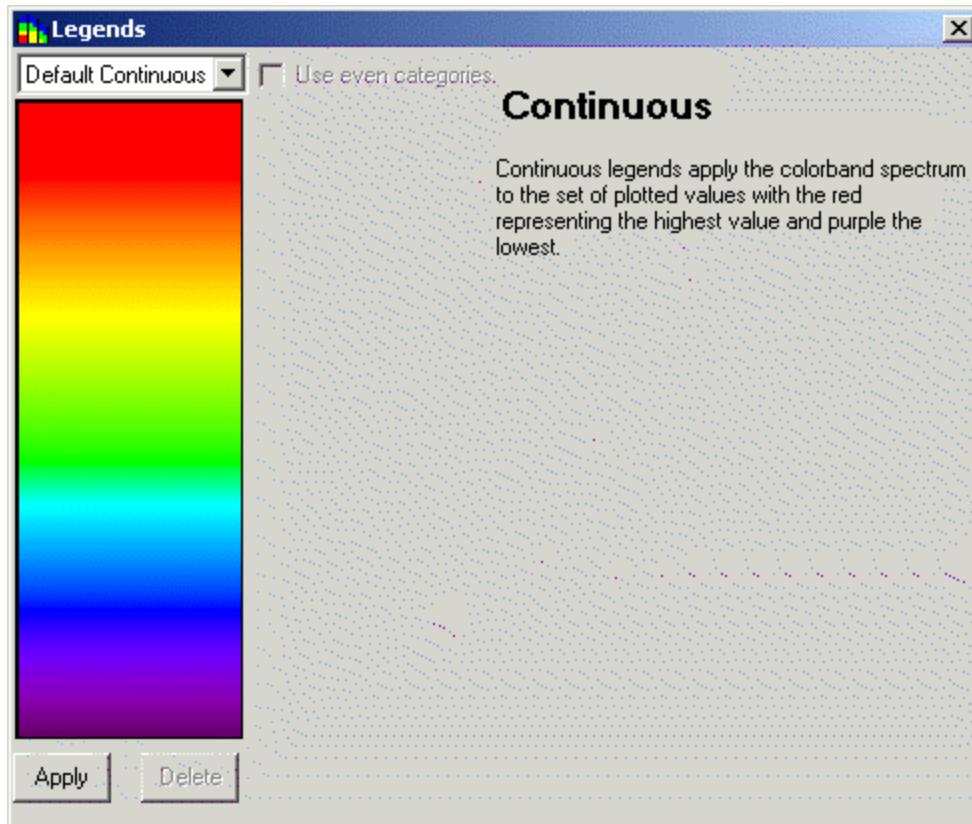 Legends
Default Continuous
Use even categories.
Continuous
Continuous legends apply the colorband spectrum
to the set of plotted values with the red
representing the highest value and purple the
lowest.
Apply
Delete